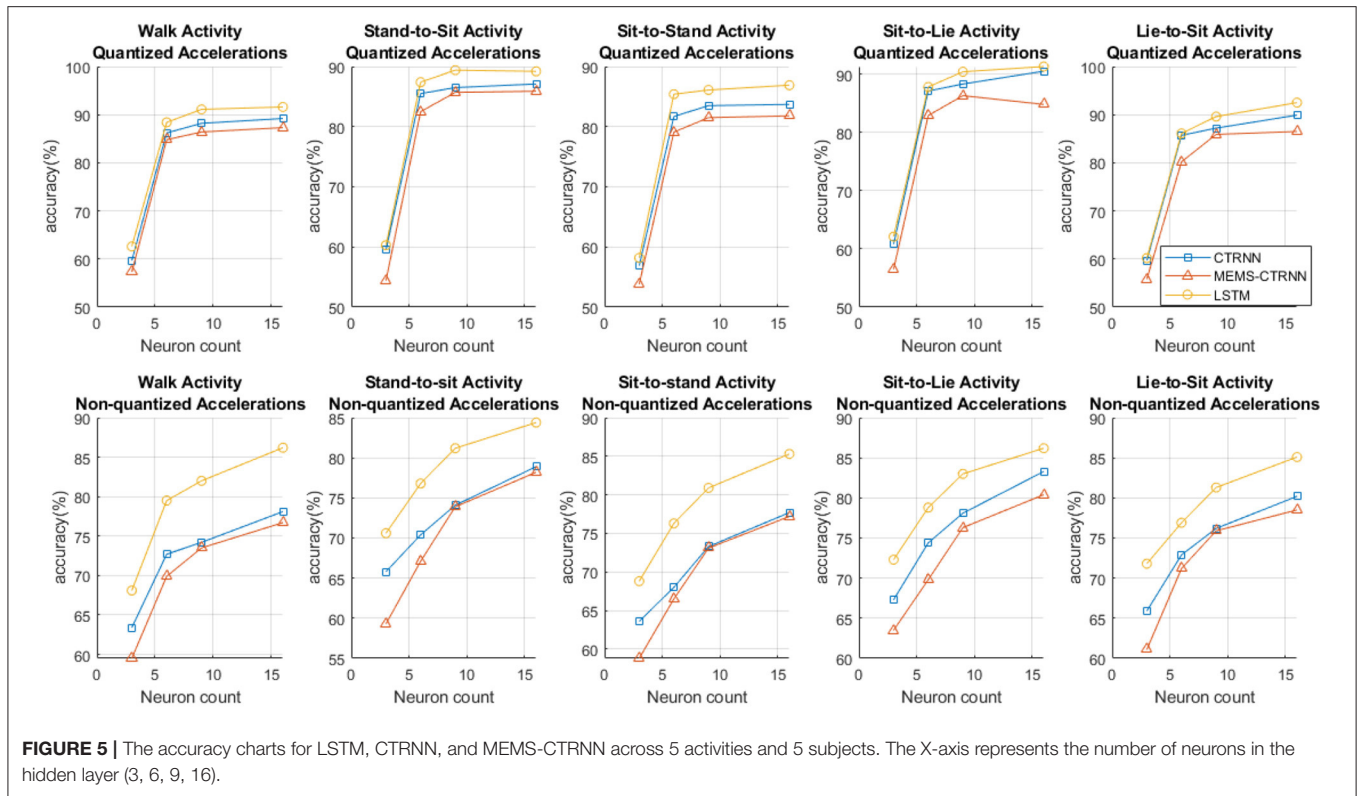 Walk Activity
Quantized Accelerations
100
90
80
70
60
50
0
5
10
15
accuracy(%)
Neuron count
Stand-to-Sit Activity
Quantized Accelerations
90
80
70
60
50
0
5
10
15
accuracy(%)
Neuron count
Sit-to-Stand Activity
Quantized Accelerations
90
80
70
60
50
0
5
10
15
accuracy(%)
Neuron count
Sit-to-Lie Activity
Quantized Accelerations
90
80
70
60
50
0
5
10
15
accuracy(%)
Neuron count
Lie-to-Sit Activity
Quantized Accelerations
100
90
80
70
60
50
0
5
10
15
accuracy(%)
Neuron count
CTRNN
MEMS-CTRNN
LSTM
Walk Activity
Non-quantized Accelerations
90
85
80
75
70
65
60
0
5
10
15
accuracy(%)
Neuron count
Stand-to-sit Activity
Non-quantized Accelerations
85
80
75
70
65
60
55
0
5
10
15
accuracy(%)
Neuron count
Sit-to-stand Activity
Non-quantized Accelerations
90
85
80
75
70
65
60
0
5
10
15
accuracy(%)
Neuron count
Sit-to-Lie Activity
Non-quantized Accelerations
90
85
80
75
70
65
60
0
5
10
15
accuracy(%)
Neuron count
Lie-to-Sit Activity
Non-quantized Accelerations
90
85
80
75
70
65
60
0
5
10
15
accuracy(%)
Neuron count
FIGURE 5 | The accuracy charts for LSTM, CTRNN, and MEMS-CTRNN across 5 activities and 5 subjects. The X-axis represents the number of neurons in the
hidden layer (3, 6, 9, 16).